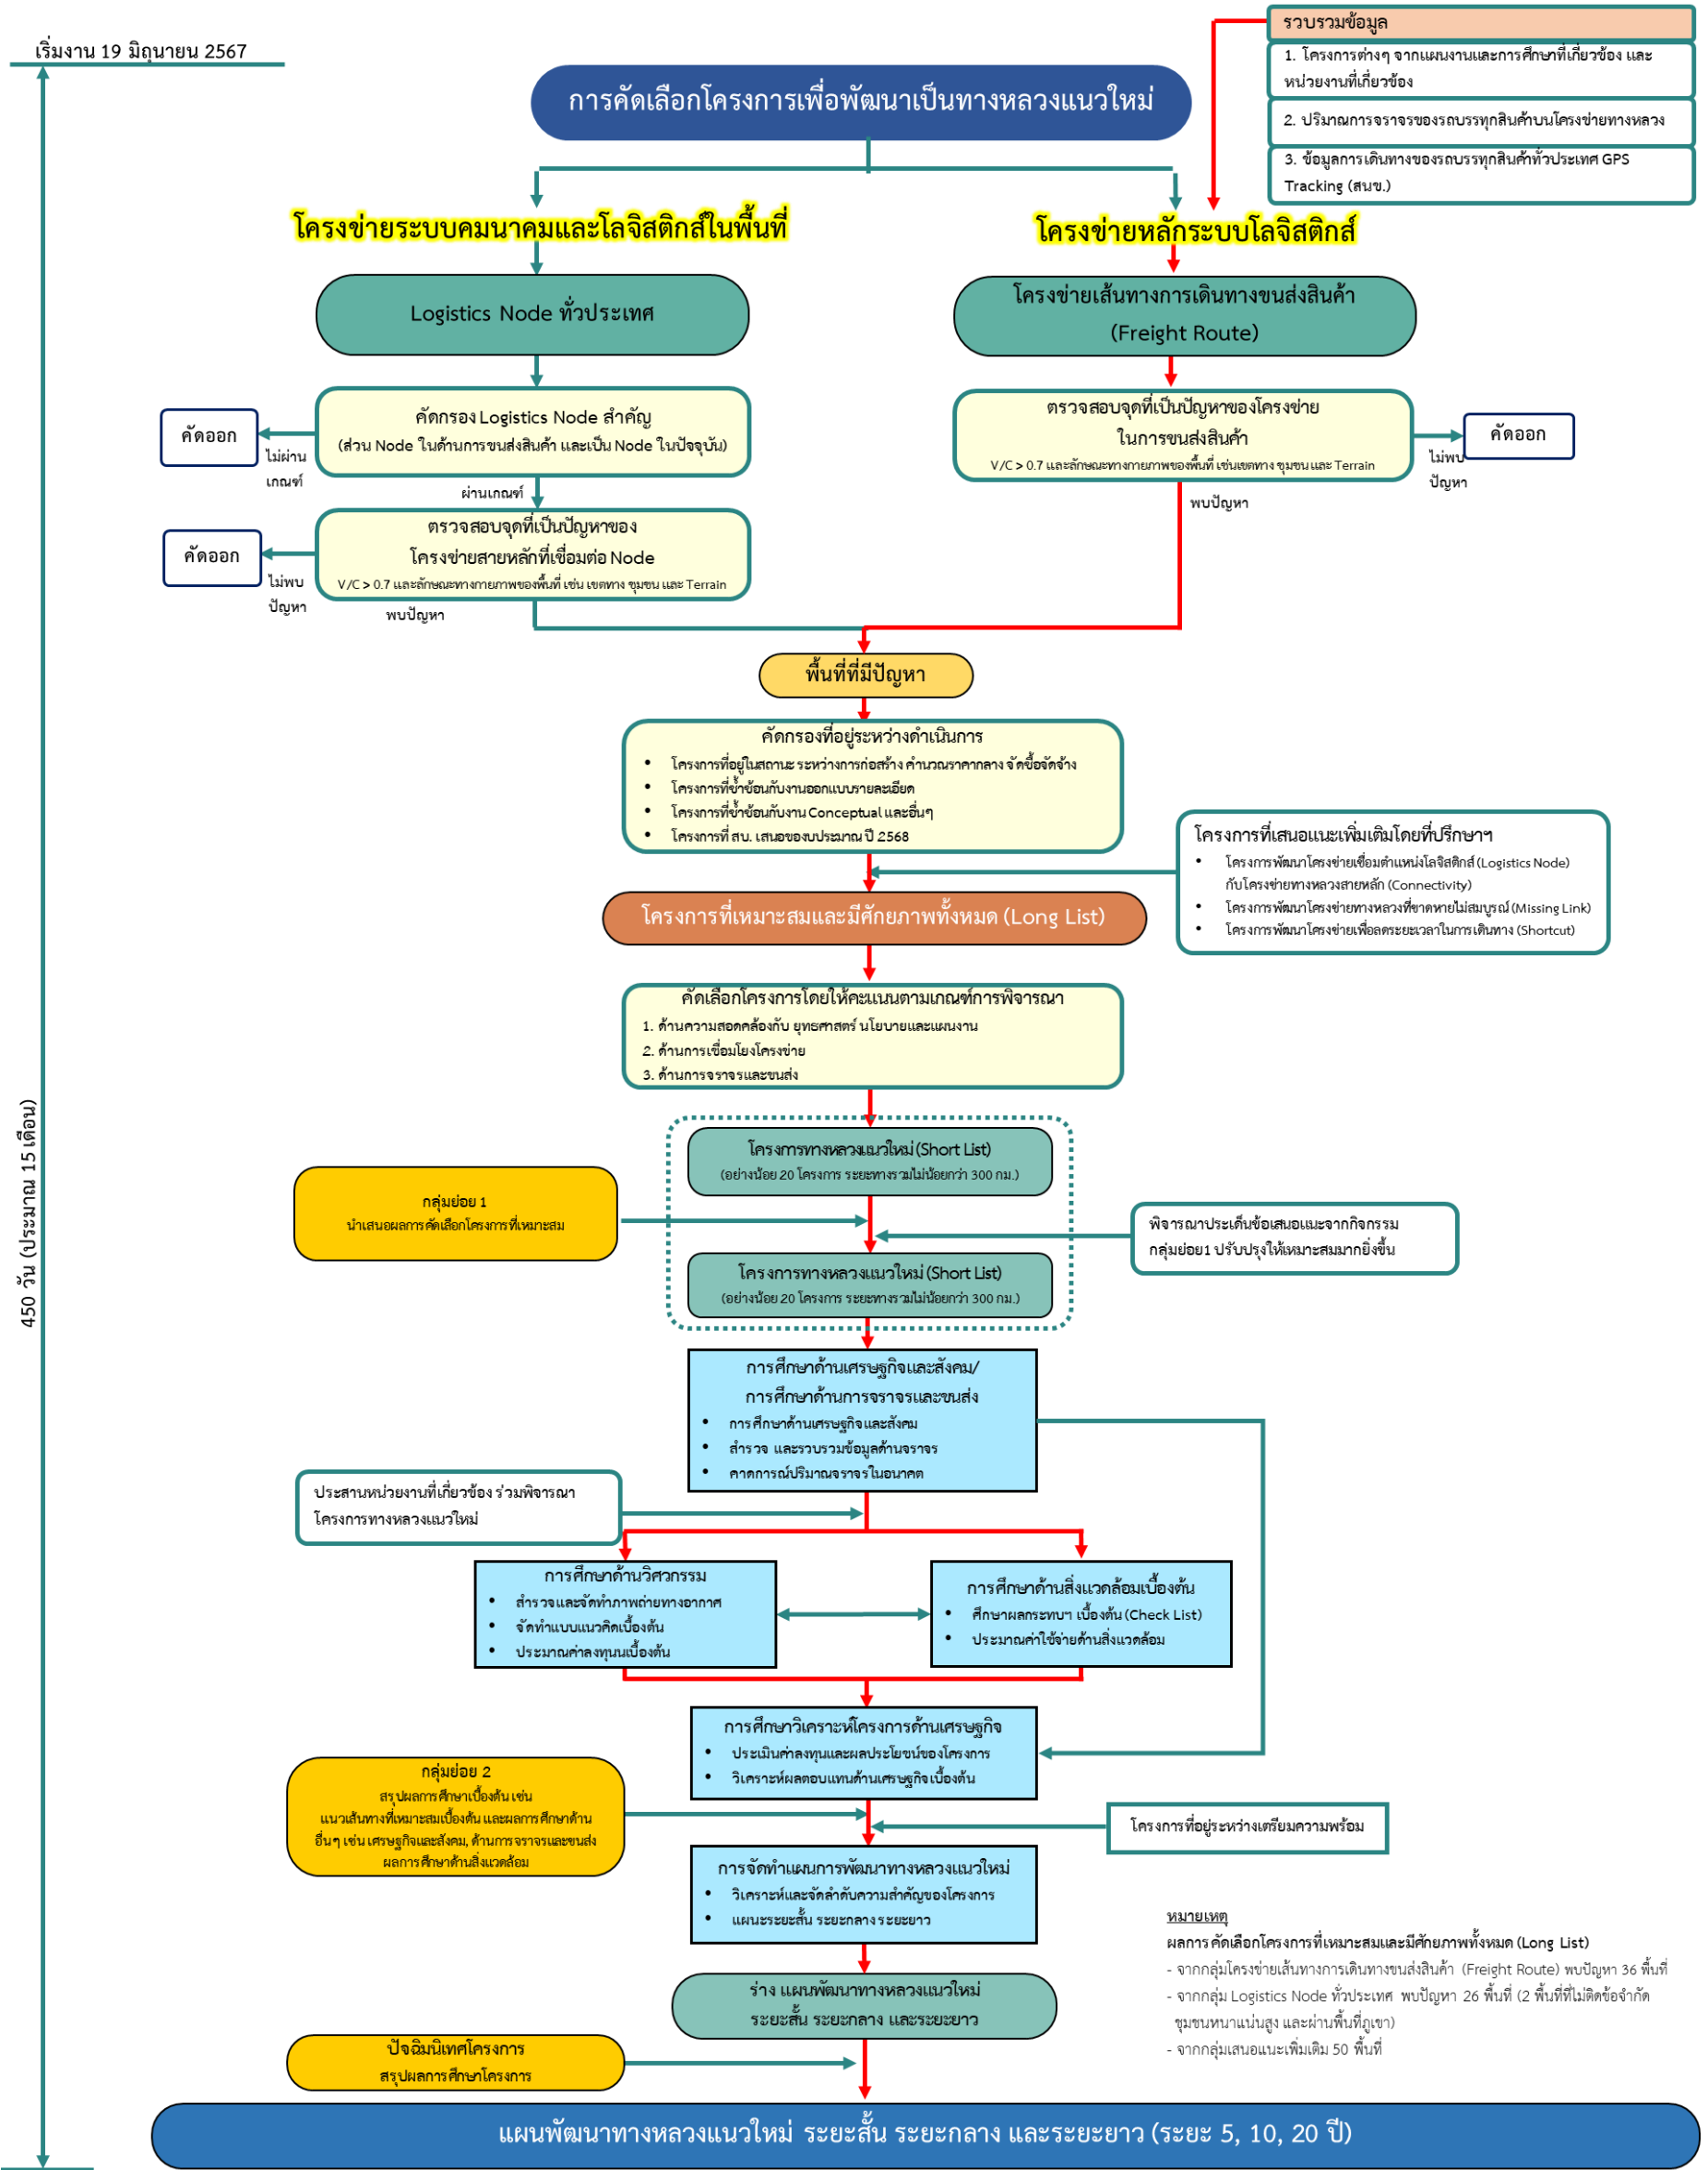 เริ่มงาน 19 มิถุนายน 2567
รวบรวมข้อมูล
1. โครงการต่างๆ จากแผนงานและการศึกษาที่เกี่ยวข้อง และ
หน่วยงานที่เกี่ยวข้อง
2. ปริมาณการจราจรของรถบรรทุกสินค้าบนโครงข่ายทางหลวง
3. ข้อมูลการเดินทางของรถบรรทุกสินค้าทั่วประเทศ GPS
Tracking (สนข.)
การคัดเลือกโครงการเพื่อพัฒนาเป็นทางหลวงแนวใหม่
โครงข่ายระบบคมนาคมและโลจิสติกส์ในพื้นที่
โครงข่ายหลักระบบโลจิสติกส์
Logistics Node ทั่วประเทศ
โครงข่ายเส้นทางการเดินทางขนส่งสินค้า
(Freight Route)
คัดออก
ไม่ผ่าน
เกณฑ์
คัดกรอง Logistics Node สำคัญ
(ส่วน Node ในด้านการขนส่งสินค้า และเป็น Node ในปัจจุบัน)
ผ่านเกณฑ์
ตรวจสอบจุดที่เป็นปัญหาของโครงข่าย
ในการขนส่งสินค้า
V/C > 0.7 และลักษณะทางกายภาพของพื้นที่ เช่นเขตทาง ชุมชน และ Terrain
คัดออก
ไม่พบ
ปัญหา
พบปัญหา
คัดออก
ไม่พบ
ปัญหา
ตรวจสอบจุดที่เป็นปัญหาของ
โครงข่ายสายหลักที่เชื่อมต่อ Node
V/C > 0.7 และลักษณะทางกายภาพของพื้นที่ เช่น เขตทาง ชุมชน และ Terrain
พบปัญหา
พื้นที่ที่มีปัญหา
คัดกรองที่อยู่ระหว่างดำเนินการ
• โครงการที่อยู่ในสถานะ ระหว่างการก่อสร้าง คำนวณราคากลาง จัดซื้อจัดจ้าง
• โครงการที่ซ้ำซ้อนกับงานออกแบบรายละเอียด
• โครงการที่ซ้ำซ้อนกับงาน Conceptual และอื่นๆ
• โครงการที่ สบ. เสนอของบประมาณ ปี 2568
โครงการที่เสนอแนะเพิ่มเติมโดยที่ปรึกษาฯ
• โครงการพัฒนาโครงข่ายเชื่อมตำแหน่งโลจิสติกส์ (Logistics Node)
กับโครงข่ายทางหลวงสายหลัก (Connectivity)
• โครงการพัฒนาโครงข่ายทางหลวงที่ขาดหายไม่สมบูรณ์ (Missing Link)
• โครงการพัฒนาโครงข่ายเพื่อลดระยะเวลาในการเดินทาง (Shortcut)
โครงการที่เหมาะสมและมีศักยภาพทั้งหมด (Long List)
คัดเลือกโครงการโดยให้คะแนนตามเกณฑ์การพิจารณา
1. ด้านความสอดคล้องกับ ยุทธศาสตร์ นโยบายและแผนงาน
2. ด้านการเชื่อมโยงโครงข่าย
3. ด้านการจราจรและขนส่ง
450 วัน (ประมาณ 15 เดือน)
โครงการทางหลวงแนวใหม่ (Short List)
(อย่างน้อย 20 โครงการ ระยะทางรวมไม่น้อยกว่า 300 กม.)
กลุ่มย่อย 1
นำเสนอผลการคัดเลือกโครงการที่เหมาะสม
พิจารณาประเด็นข้อเสนอแนะจากกิจกรรม
กลุ่มย่อย1 ปรับปรุงให้เหมาะสมมากยิ่งขึ้น
โครงการทางหลวงแนวใหม่ (Short List)
(อย่างน้อย 20 โครงการ ระยะทางรวมไม่น้อยกว่า 300 กม.)
การศึกษาด้านเศรษฐกิจและสังคม/
การศึกษาด้านการจราจรและขนส่ง
• การศึกษาด้านเศรษฐกิจและสังคม
• สำรวจ และรวบรวมข้อมูลด้านจราจร
• คาดการณ์ปริมาณจราจรในอนาคต
ประสานหน่วยงานที่เกี่ยวข้อง ร่วมพิจารณา
โครงการทางหลวงแนวใหม่
การศึกษาด้านวิศวกรรม
• สำรวจและจัดทำภาพถ่ายทางอากาศ
• จัดทำแบบแนวคิดเบื้องต้น
• ประมาณค่าลงทุนนเบื้องต้น
การศึกษาด้านสิ่งแวดล้อมเบื้องต้น
• ศึกษาผลกระทบฯ เบื้องต้น (Check List)
• ประมาณค่าใช้จ่ายด้านสิ่งแวดล้อม
การศึกษาวิเคราะห์โครงการด้านเศรษฐกิจ
• ประเมินค่าลงทุนและผลประโยชน์ของโครงการ
• วิเคราะห์ผลตอบแทนด้านเศรษฐกิจเบื้องต้น
กลุ่มย่อย 2
สรุปผลการศึกษาเบื้องต้น เช่น
แนวเส้นทางที่เหมาะสมเบื้องต้น และผลการศึกษาด้าน
อื่นๆ เช่น เศรษฐกิจและสังคม, ด้านการจราจรและขนส่ง
ผลการศึกษาด้านสิ่งแวดล้อม
โครงการที่อยู่ระหว่างเตรียมความพร้อม
การจัดทำแผนการพัฒนาทางหลวงแนวใหม่
• วิเคราะห์และจัดลำดับความสำคัญของโครงการ
• แผนะระยะสั้น ระยะกลาง ระยะยาว
หมายเหตุ
ผลการคัดเลือกโครงการที่เหมาะสมและมีศักยภาพทั้งหมด (Long List)
- จากกลุ่มโครงข่ายเส้นทางการเดินทางขนส่งสินค้า (Freight Route) พบปัญหา 36 พื้นที่
- จากกลุ่ม Logistics Node ทั่วประเทศ พบปัญหา 26 พื้นที่ (2 พื้นที่ที่ไม่ติดข้อจำกัด
ชุมชนหนาแน่นสูง และผ่านพื้นที่ภูเขา)
- จากกลุ่มเสนอแนะเพิ่มเติม 50 พื้นที่
ร่าง แผนพัฒนาทางหลวงแนวใหม่
ระยะสั้น ระยะกลาง และระยะยาว
ปัจฉิมนิเทศโครงการ
สรุปผลการศึกษาโครงการ
แผนพัฒนาทางหลวงแนวใหม่ ระยะสั้น ระยะกลาง และระยะยาว (ระยะ 5, 10, 20 ปี)